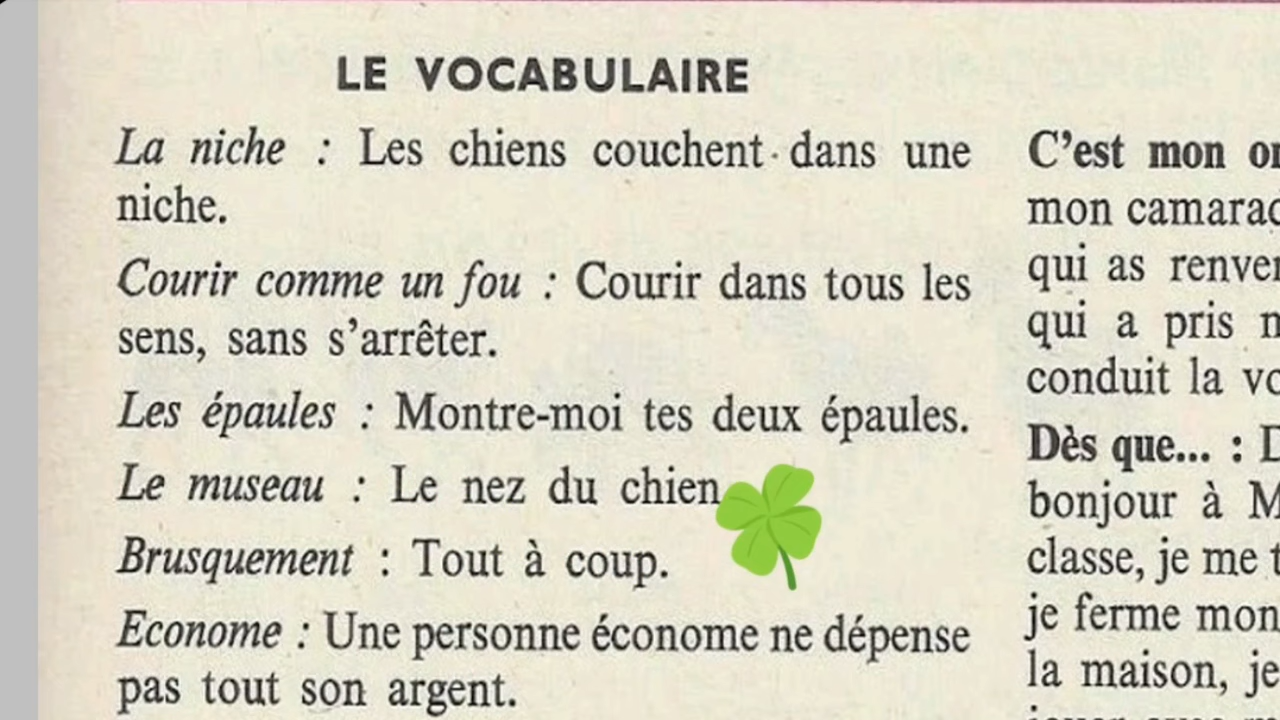 LE VOCABULAIRE
La niche : Les chiens couchent dans une
niche.
Courir comme un fou : Courir dans tous les
sens, sans s'arrêter.
Les épaules : Montre-moi tes deux épaules.
Le museau : Le nez du chien
Brusquement : Tout à coup.
Econome : Une personne économe ne dépense
pas tout son argent.
C'est mon
mon
qui as
qui a pris
conduit la
Dès que... :
bonjour à
classe, je me
je ferme mon
la maison, je